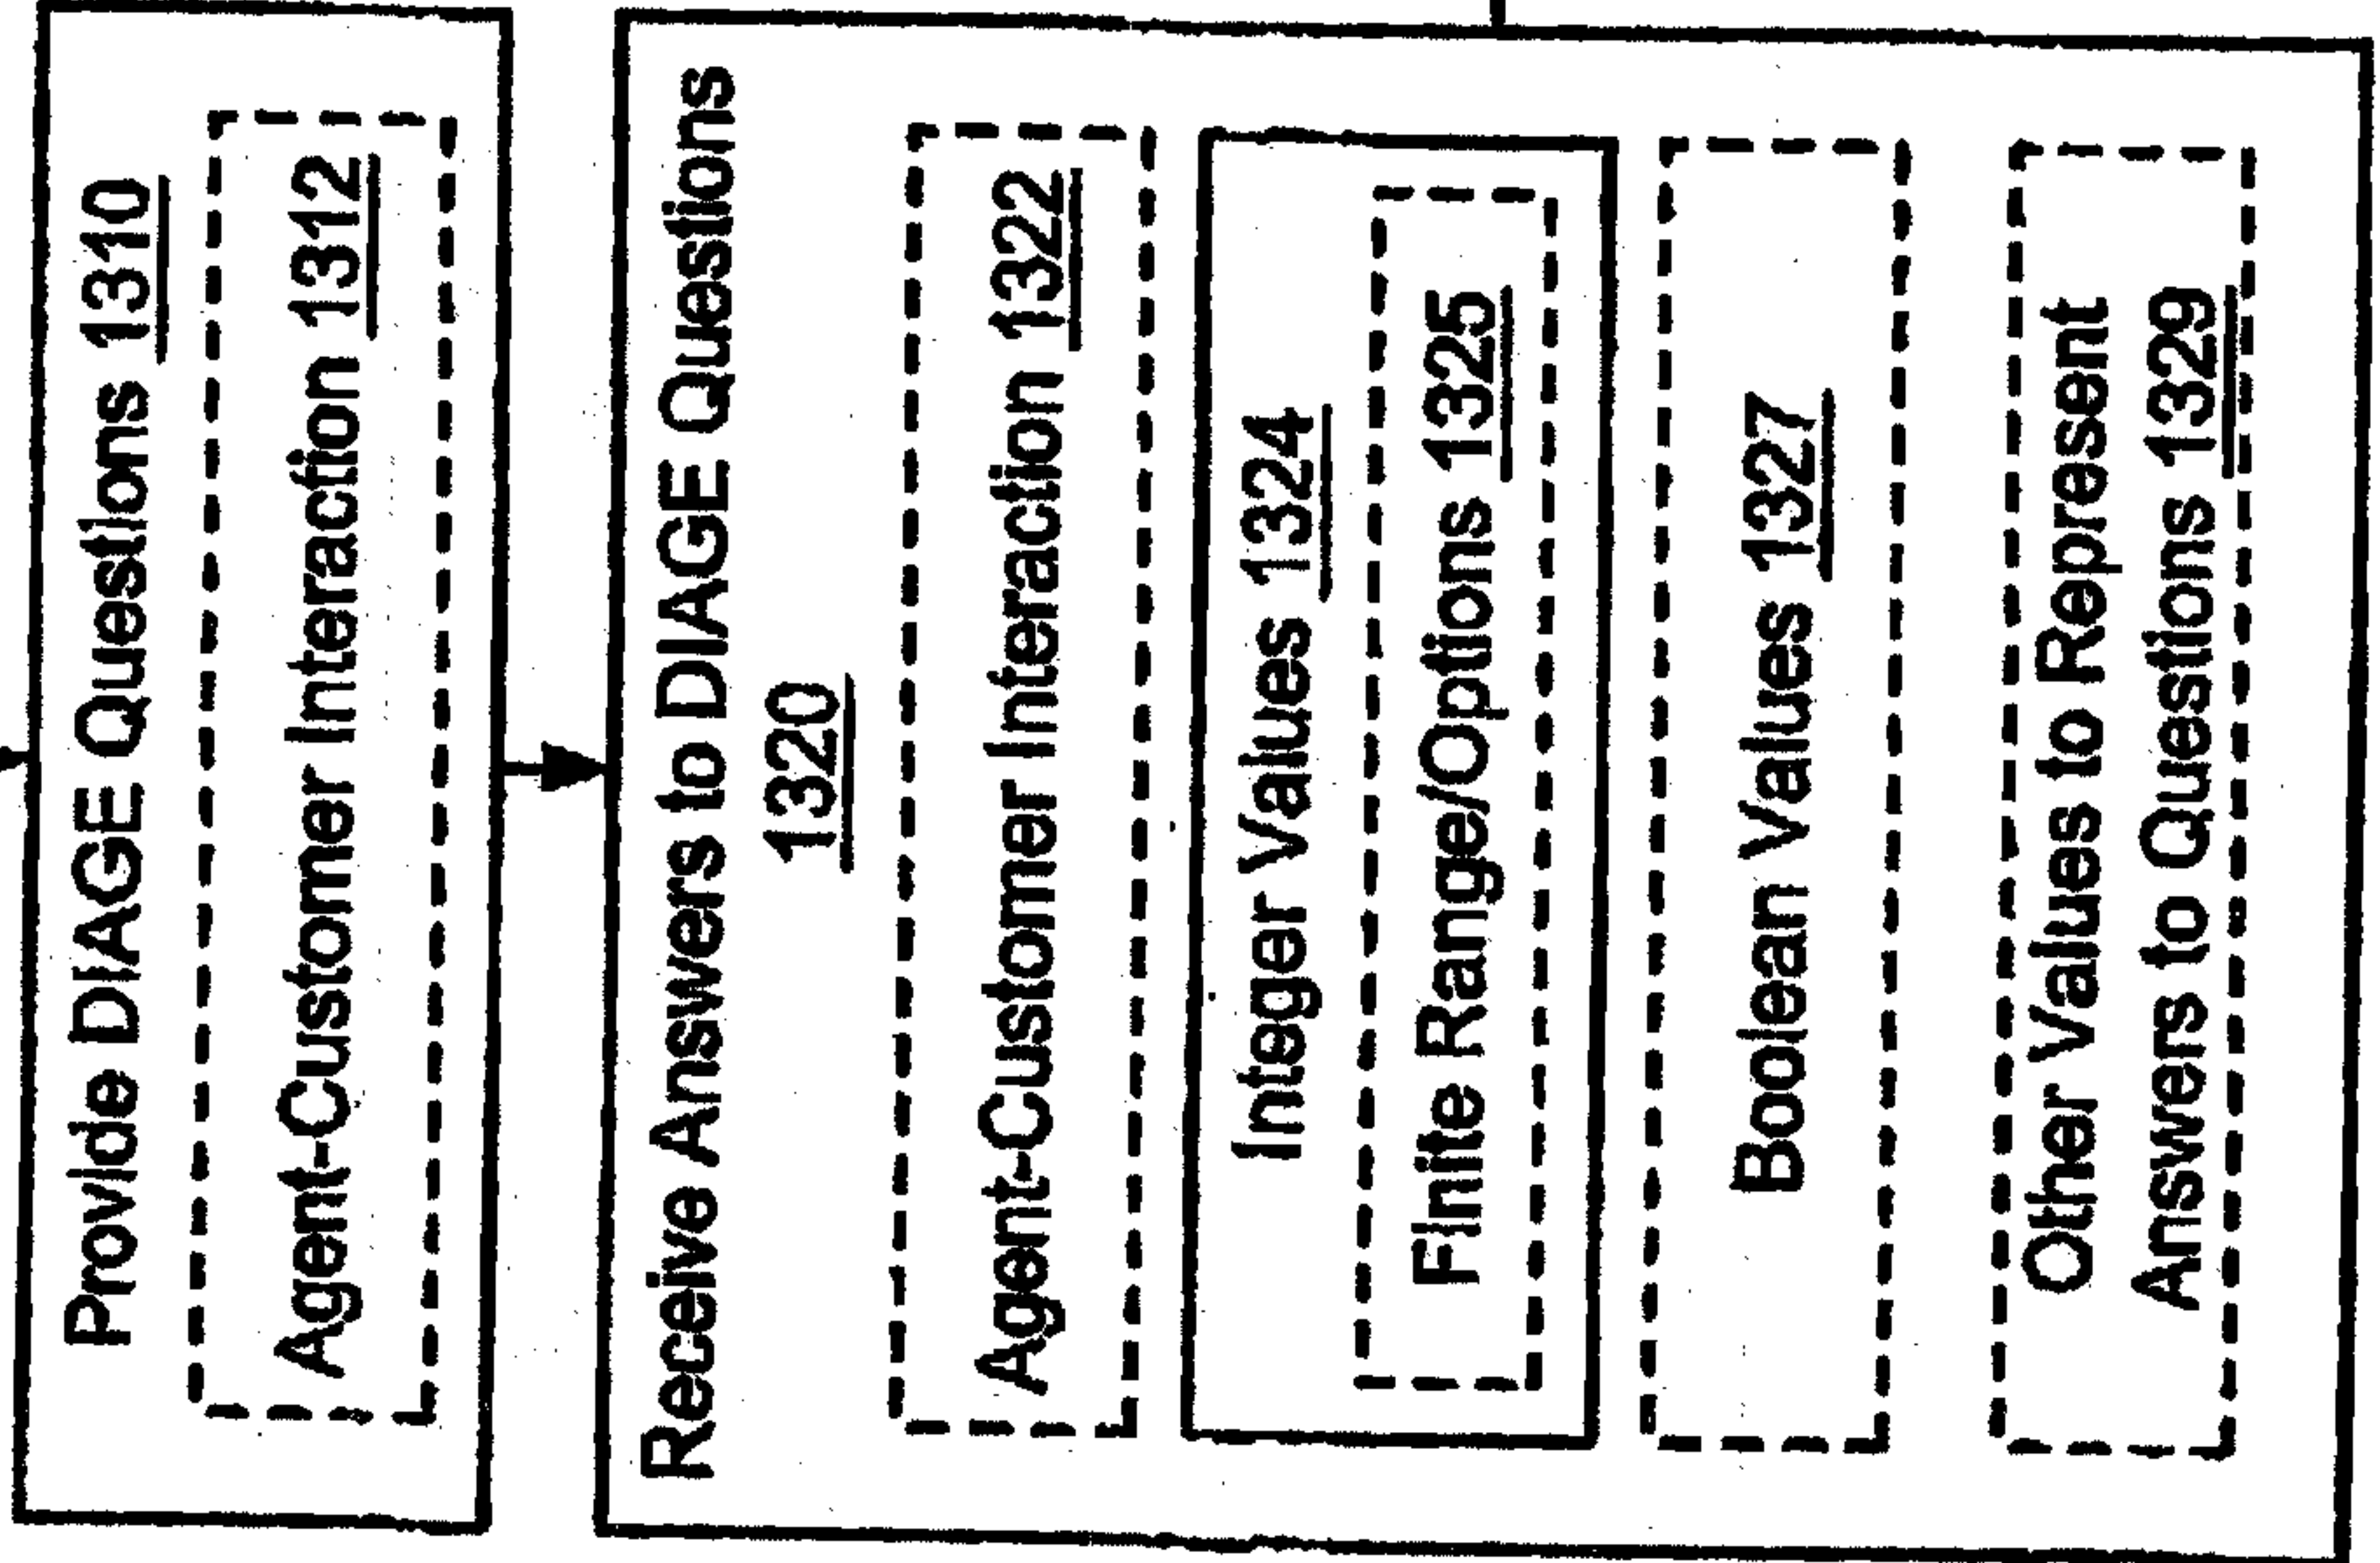 Provide DIAGE Questions 1310
Agent-Customer Interaction 1312
Receive Answers to DIAGE Questions
1320
Agent-Customer Interaction 1322
Integer Values 1324
Finite Range/Options 1325
Boolean Values 1327
Other Values to Represent
Answers to Questions 1329